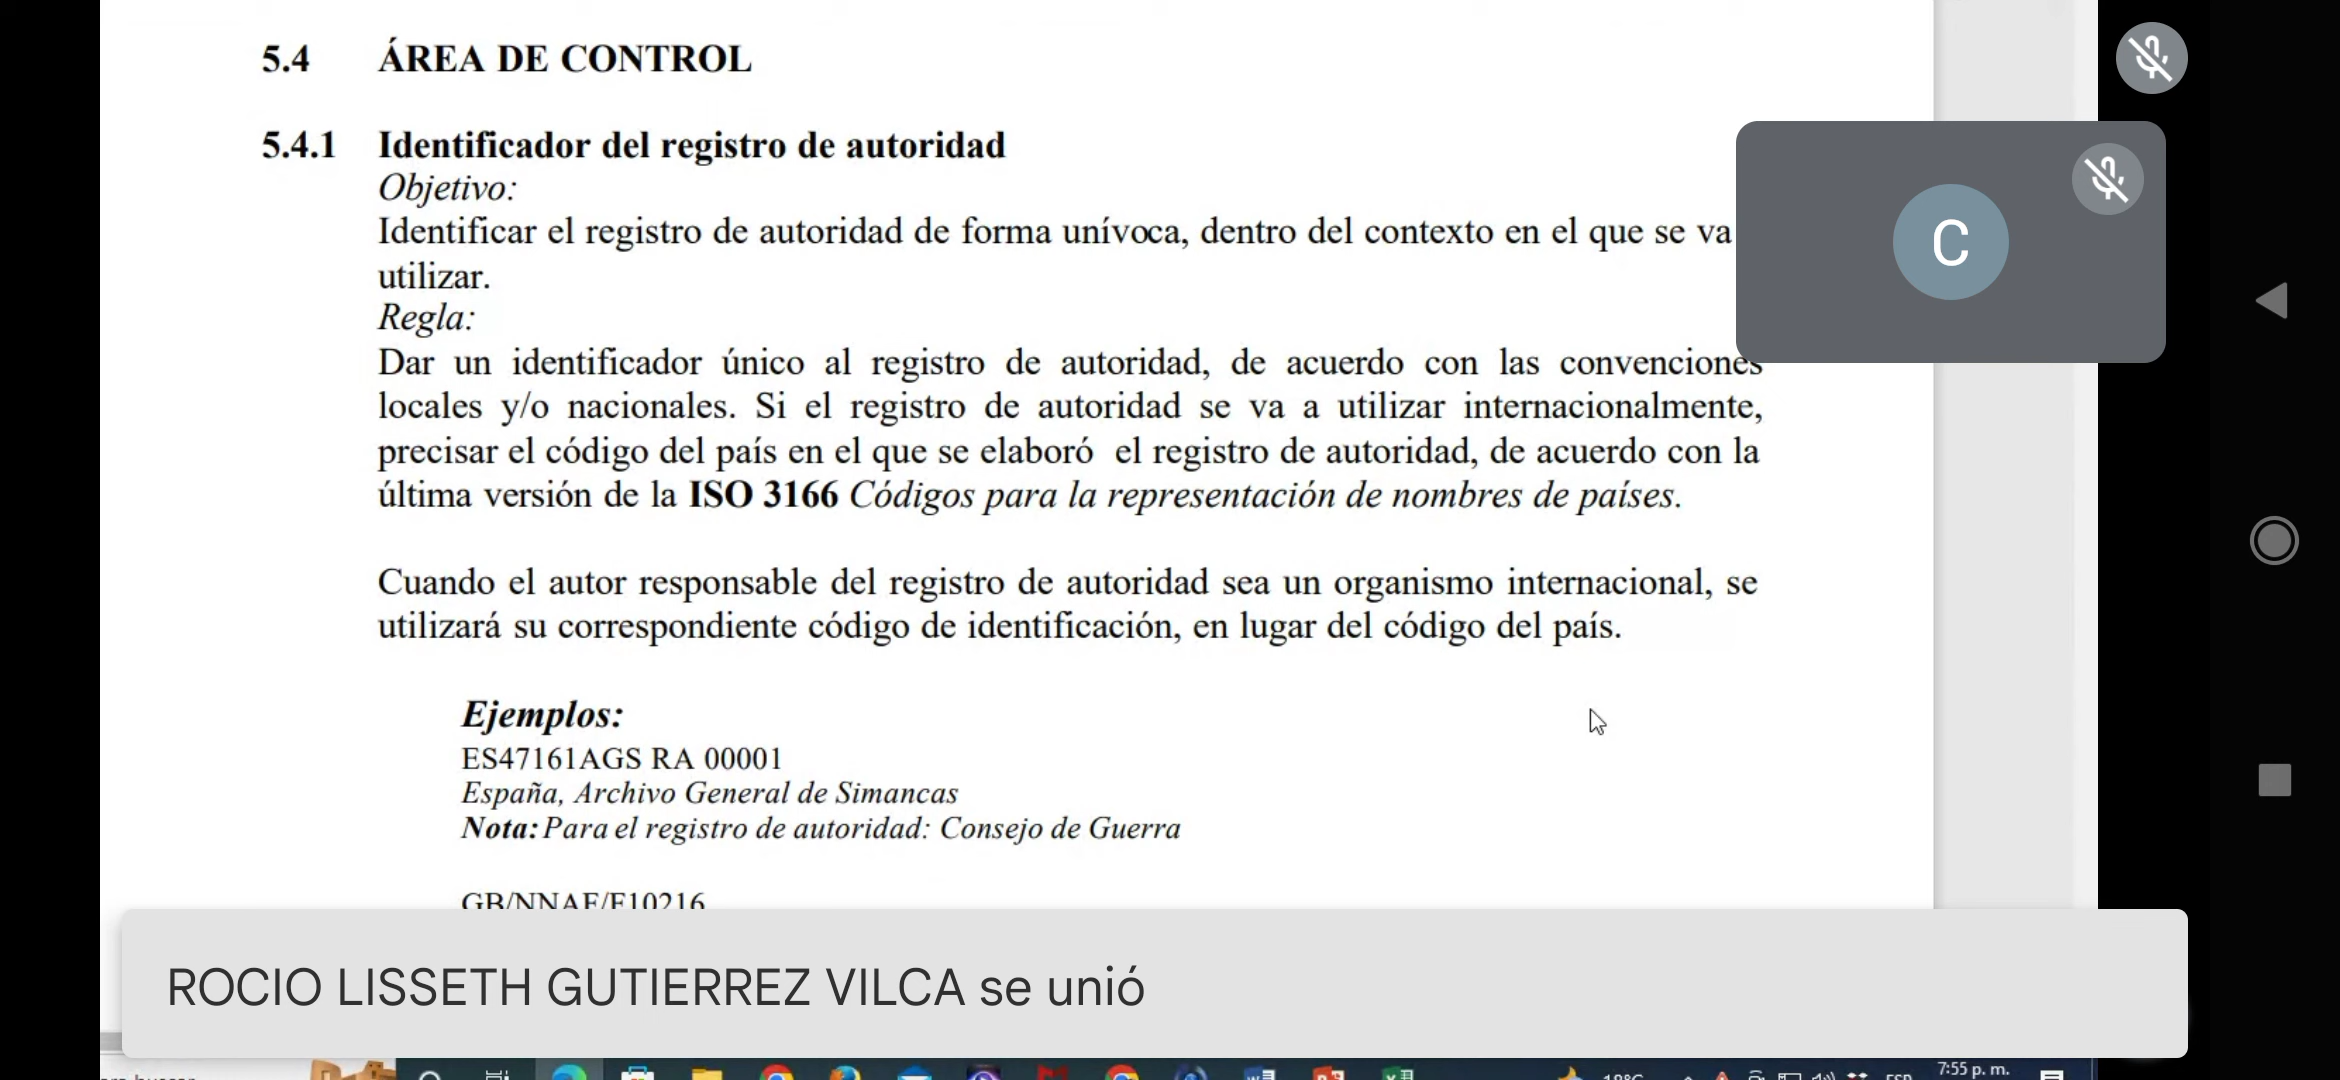 5.4 ÁREA DE CONTROL
5.4.1 Identificador del registro de autoridad
Objetivo:
Identificar el registro de autoridad de forma unívoca, dentro del contexto en el que se va
utilizar.
Regla:
Dar un identificador único al registro de autoridad, de acuerdo con las convenciones
locales y/o nacionales. Si el registro de autoridad se va a utilizar internacionalmente,
precisar el código del país en el que se elaboró el registro de autoridad, de acuerdo con la
última versión de la ISO 3166 Códigos para la representación de nombres de países.
Cuando el autor responsable del registro de autoridad sea un organismo internacional, se
utilizará su correspondiente código de identificación, en lugar del código del país.
Ejemplos:
ES47161AGS RA 00001
España, Archivo General de Simancas
Nota: Para el registro de autoridad: Consejo de Guerra
GB/NNAF/F10216
C
ROCIO LISSETH GUTIERREZ VILCA se unió
18°C
ESP
7:55 p. m.